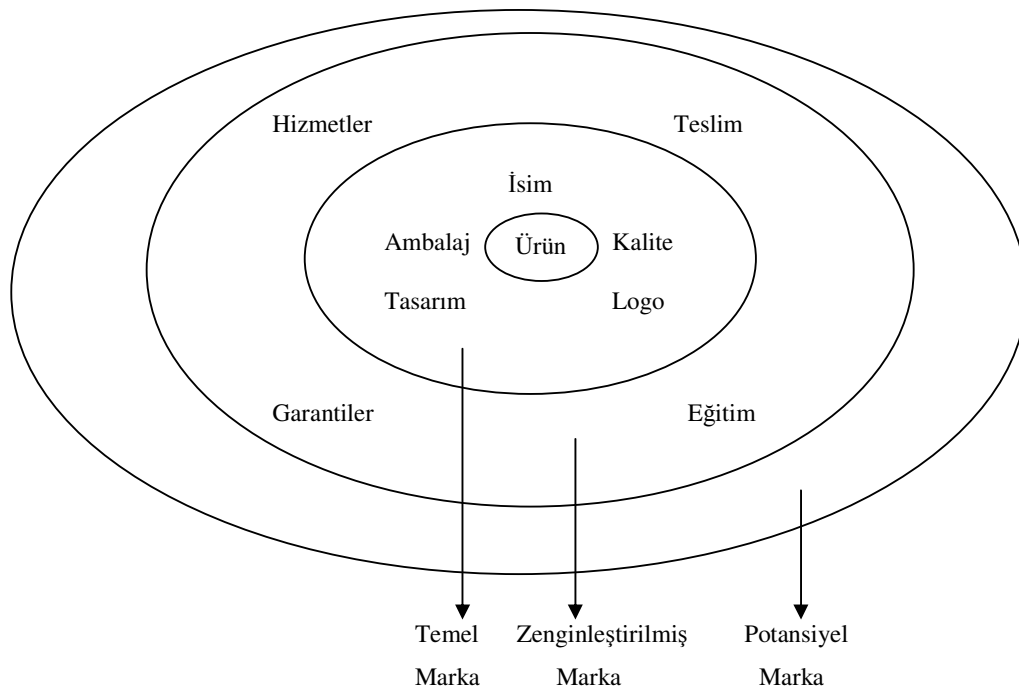 Hizmetler Teslim
İsim
Ambalaj Ürün Kalite
Tasarım Logo
Garantiler Eğitim
Temel Zenginleştirilmiş Potansiyel
Marka Marka Marka